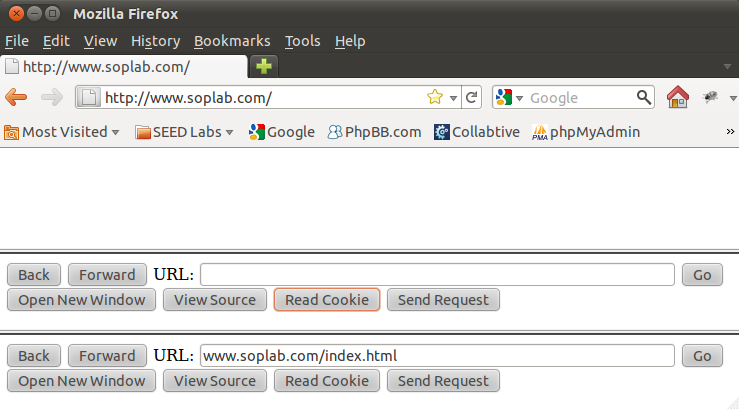 Mozilla Firefox
File Edit View History Bookmarks Tools Help
http://www.soplab.com/
http://www.soplab.com/ Google
Most Visited SEED Labs Google PhpBB.com Collabtive PMA phpMyAdmin »
Back Forward URL: Go
Open New Window View Source Read Cookie Send Request
Back Forward URL: www.soplab.com/index.html Go
Open New Window View Source Read Cookie Send Request